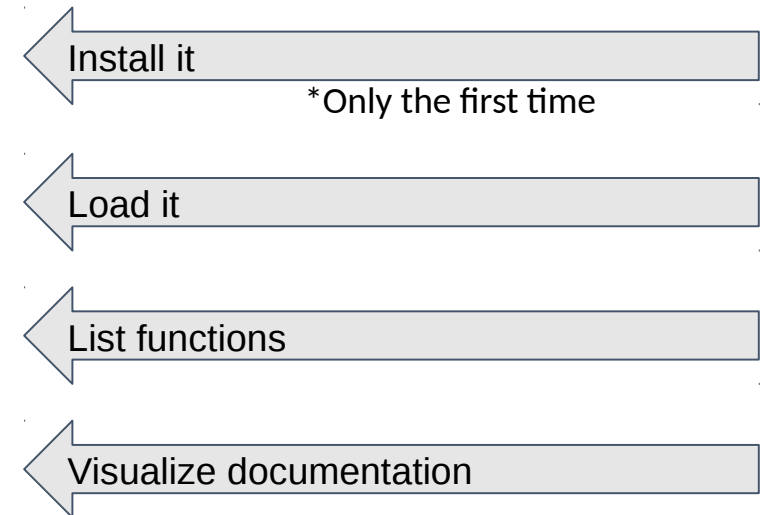 Install it
*Only the first time
Load it
List functions
Visualize documentation